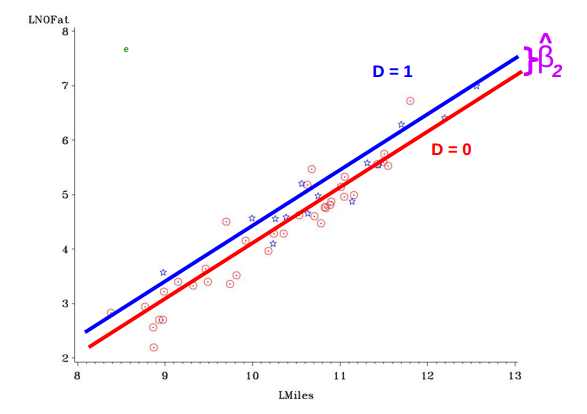 LNOFat
8
e
7
6
5
4
3
2
D = 1
D = 0
} β̂₂
8 9 10 11 12 13
LMiles